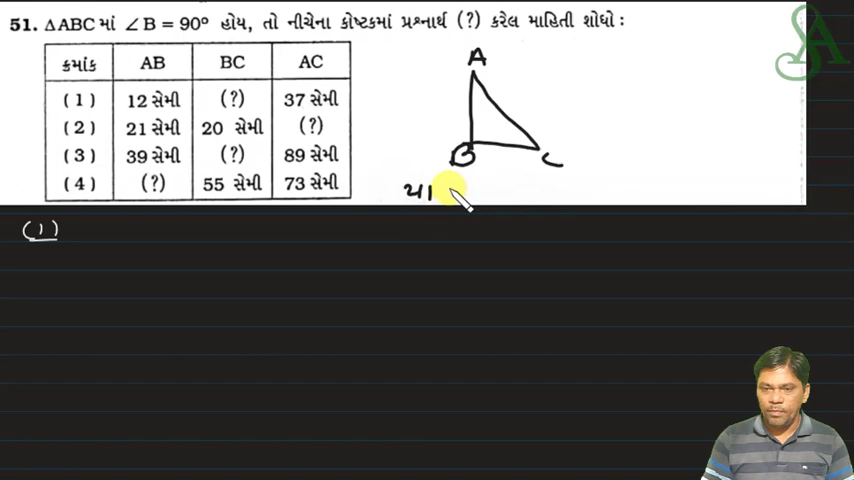 51. △ABC માં ∠B = 90° હોય, તો નીચેના કોષ્ટકમાં પ્રશ્નાર્થ (?) કરેલ માહિતી શોધો :
ક્રમાંક AB BC AC
(1) 12 સેમી (?) 37 સેમી
(2) 21 સેમી 20 સેમી (?)
(3) 39 સેમી (?) 89 સેમી
(4) (?) 55 સેમી 73 સેમી
A
B C
પા
(1)